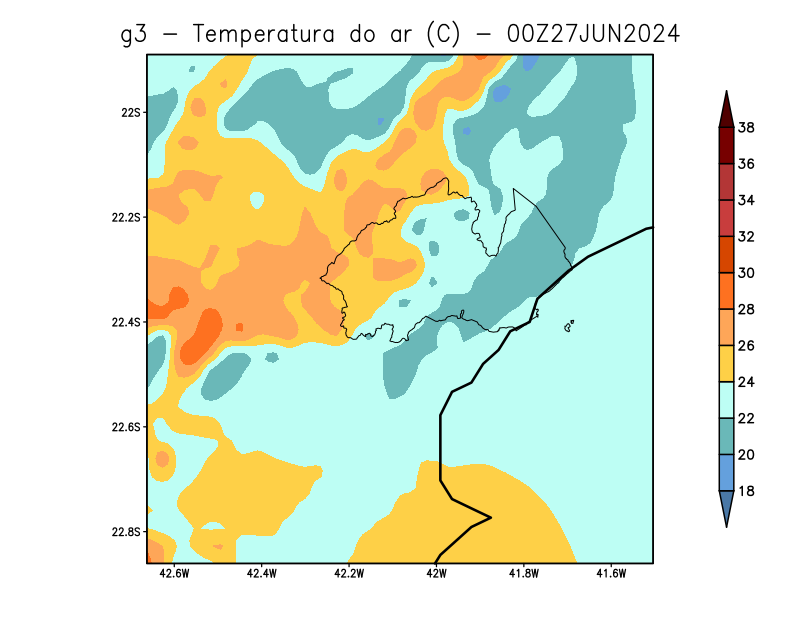 g3 – Temperatura do ar (C) – 00Z27JUN2024
22S
22.2S
22.4S
22.6S
22.8S
42.6W
42.4W
42.2W
42W
41.8W
41.6W
38
36
34
32
30
28
26
24
22
20
18